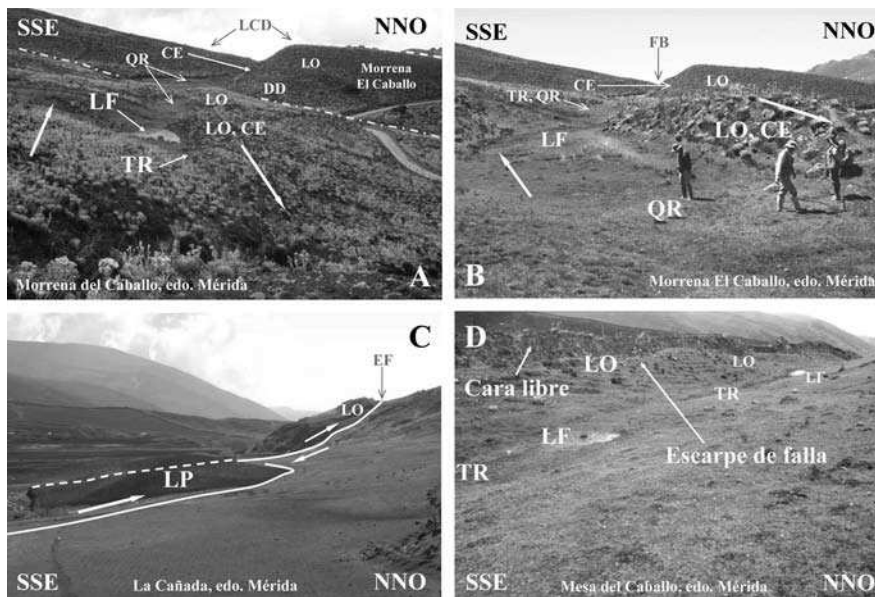 SSE
NNO
LCD
CE
LO
QR
Morrena
El Caballo
LO
DD
LF
LO, CE
TR
Morrena del Caballo, edo. Mérida
A
SSE
NNO
FB
CE
LO
TR, QR
LO, CE
LF
QR
B
Morrena El Caballo, edo. Mérida
C
EF
LO
LP
SSE
La Cañada, edo. Mérida
NNO
D
LO
LO
Cara libre
LF
TR
LF
Escarpe de falla
TR
SSE
Mesa del Caballo, edo. Mérida
NNO